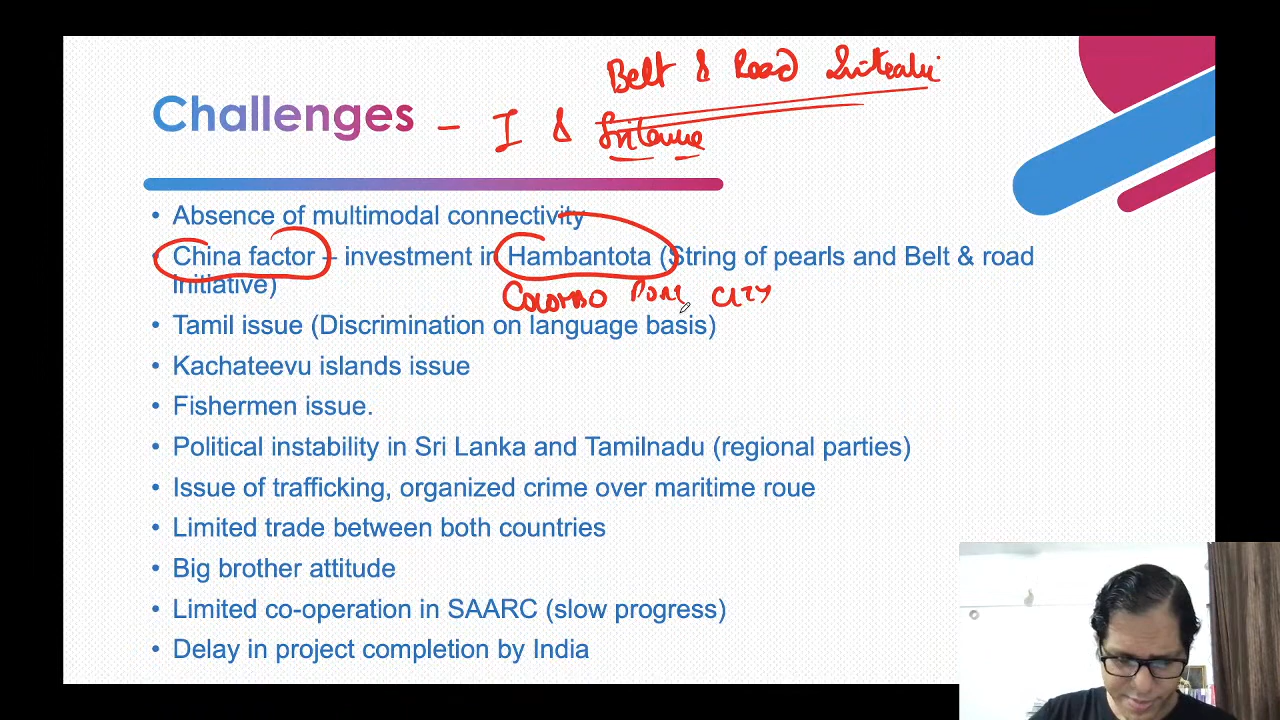 Belt & Road Initiative
Challenges - I & Srilanka
• Absence of multimodal connectivity
• China factor – investment in Hambantota (String of pearls and Belt & road
initiative)
COLOMBO PORT CITY
• Tamil issue (Discrimination on language basis)
• Kachateevu islands issue
• Fishermen issue.
• Political instability in Sri Lanka and Tamilnadu (regional parties)
• Issue of trafficking, organized crime over maritime roue
• Limited trade between both countries
• Big brother attitude
• Limited co-operation in SAARC (slow progress)
• Delay in project completion by India